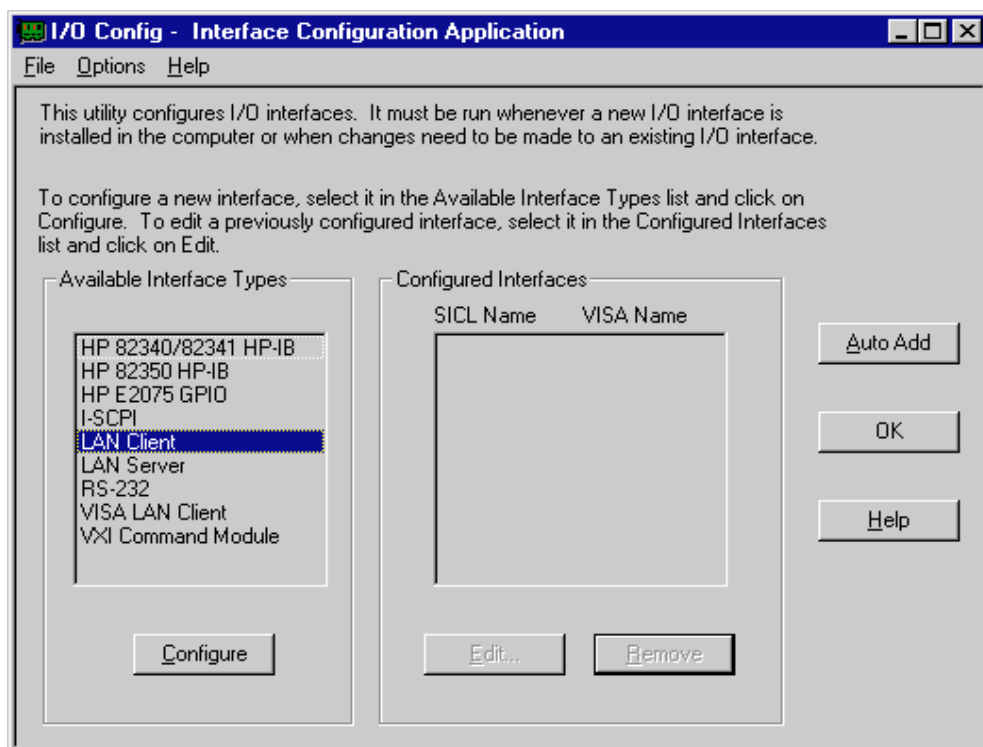 I/O Config - Interface Configuration Application
File Options Help
This utility configures I/O interfaces. It must be run whenever a new I/O interface is
installed in the computer or when changes need to be made to an existing I/O interface.
To configure a new interface, select it in the Available Interface Types list and click on
Configure. To edit a previously configured interface, select it in the Configured Interfaces
list and click on Edit.
Available Interface Types
HP 82340/82341 HP-IB
HP 82350 HP-IB
HP E2075 GPIO
I-SCPI
LAN Client
LAN Server
RS-232
VISA LAN Client
VXI Command Module
Configure
Configured Interfaces
SICL Name VISA Name
Edit...
Remove
Auto Add
OK
Help